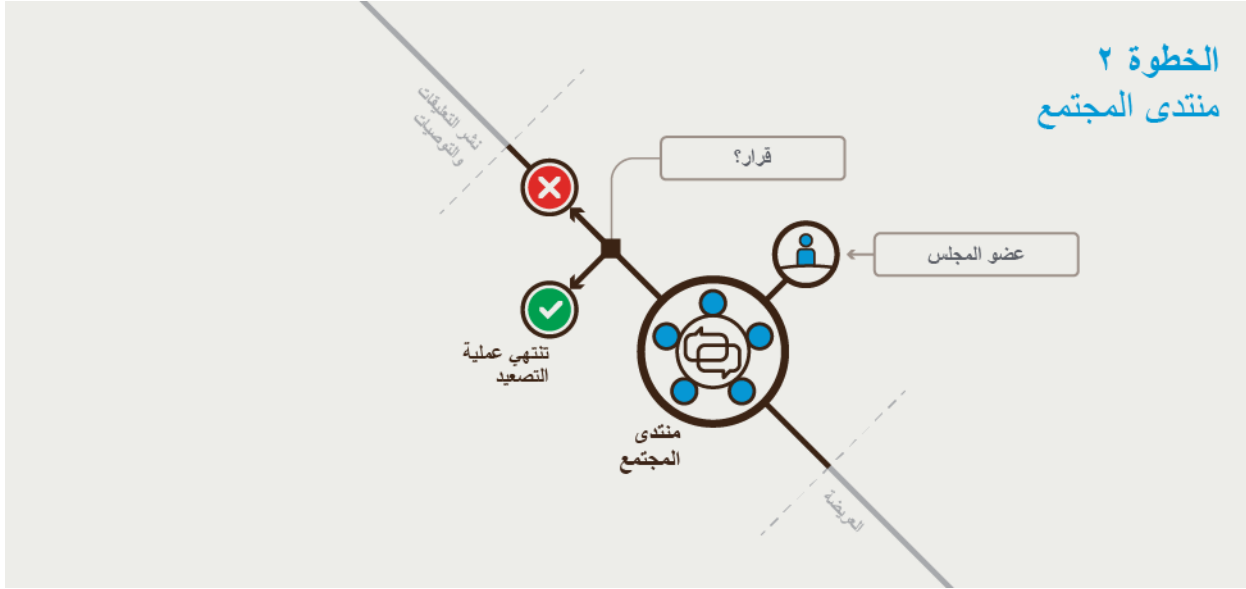 الخطوة ٢
منتدى المجتمع
نشر التعليقات
والتوصيات
قرار؟
عضو المجلس
تنتهي عملية
التصعيد
منتدى
المجتمع
العريضة